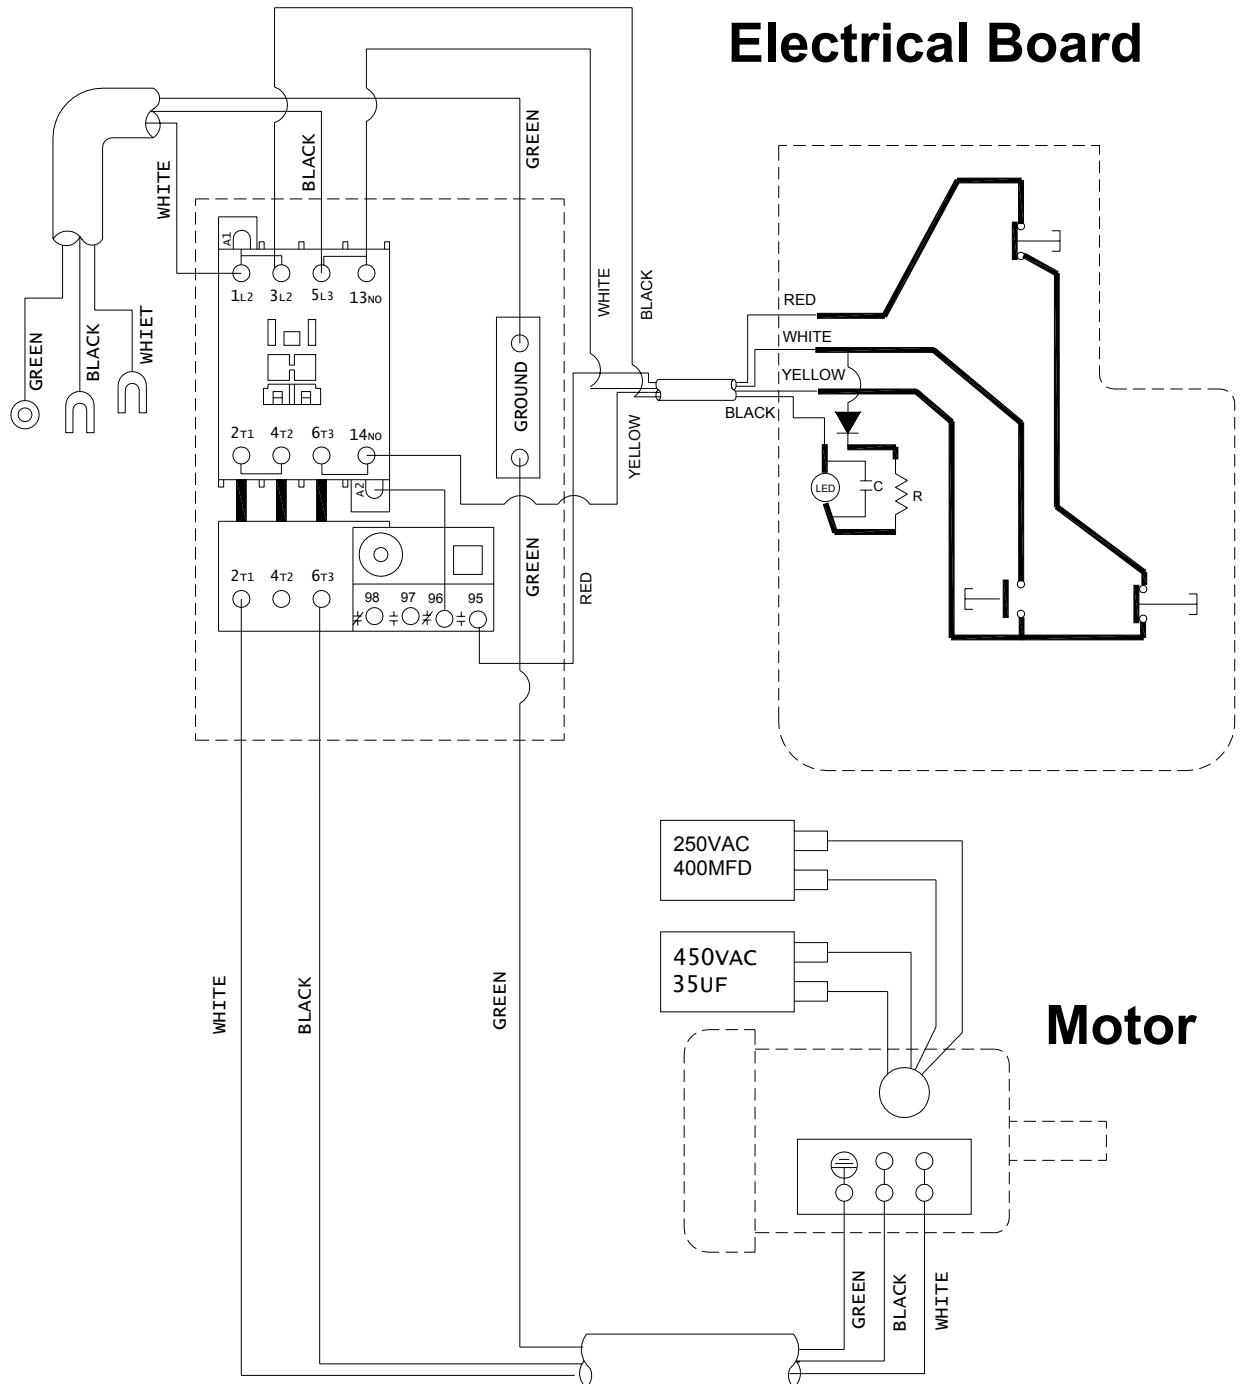 Electrical Board
BLACK
WHITE
BLACK
GREEN
WHITE
BLACK
GREEN
BLACK
WHIET
A1
1L2
3L2
5L3
13NO
GROUND
2T1
4T2
6T3
14NO
A2
YELLOW
RED
WHITE
YELLOW
BLACK
LED
C
R
GREEN
RED
2T1
4T2
6T3
98
97
96
95
250VAC
400MFD
450VAC
35UF
Motor
WHITE
BLACK
GREEN
GREEN
BLACK
WHITE